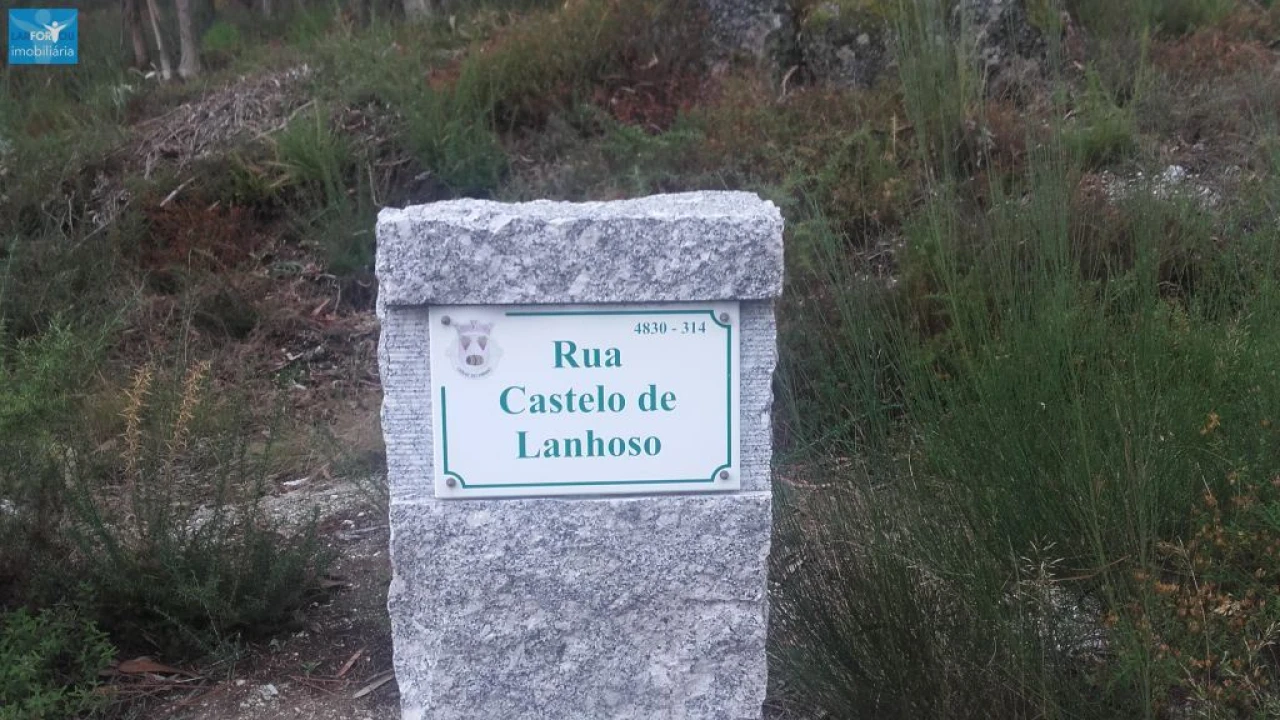 imobiliária
4830 - 314
Rua
Castelo de
Lanhoso